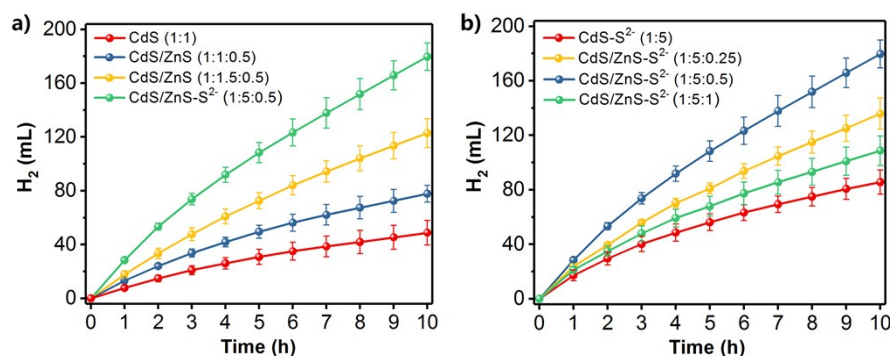 a)
CdS (1:1)
CdS/ZnS (1:1:0.5)
CdS/ZnS (1:1.5:0.5)
CdS/ZnS-S²⁻ (1:5:0.5)
H₂ (mL)
200
160
120
80
40
0
0 1 2 3 4 5 6 7 8 9 10
Time (h)
b)
CdS-S²⁻ (1:5)
CdS/ZnS-S²⁻ (1:5:0.25)
CdS/ZnS-S²⁻ (1:5:0.5)
CdS/ZnS-S²⁻ (1:5:1)
H₂ (mL)
200
160
120
80
40
0
0 1 2 3 4 5 6 7 8 9 10
Time (h)